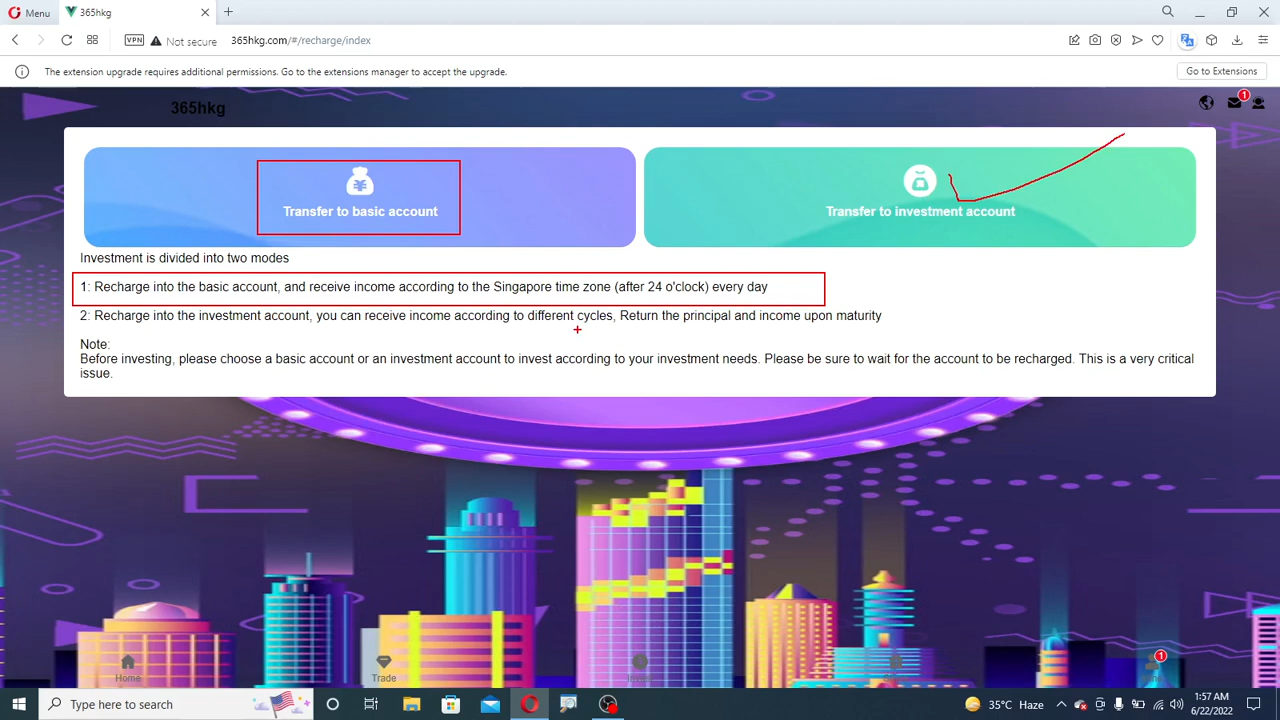 Menu
365hkg
VPN
Not secure
365hkg.com/#/recharge/index
The extension upgrade requires additional permissions. Go to the extensions manager to accept the upgrade.
Go to Extensions
365hkg
1
Transfer to basic account
Transfer to investment account
Investment is divided into two modes
1: Recharge into the basic account, and receive income according to the Singapore time zone (after 24 o'clock) every day
2: Recharge into the investment account, you can receive income according to different cycles, Return the principal and income upon maturity
Note:
Before investing, please choose a basic account or an investment account to invest according to your investment needs. Please be sure to wait for the account to be recharged. This is a very critical
issue.
1
Home
Trade
Type here to search
35°C Haze
1:57 AM
6/22/2022